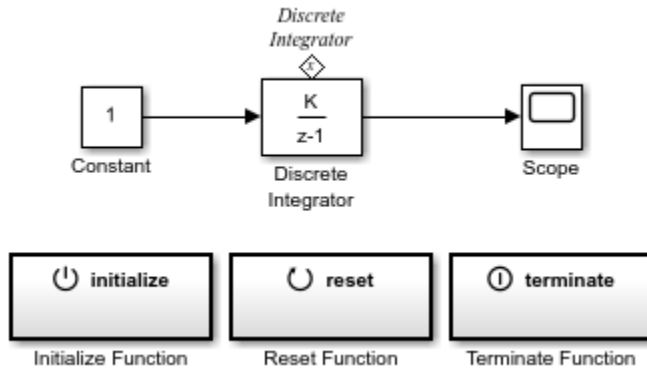 Discrete
Integrator
x
1
K
z-1
Constant
Discrete
Integrator
Scope
initialize
reset
terminate
Initialize Function
Reset Function
Terminate Function